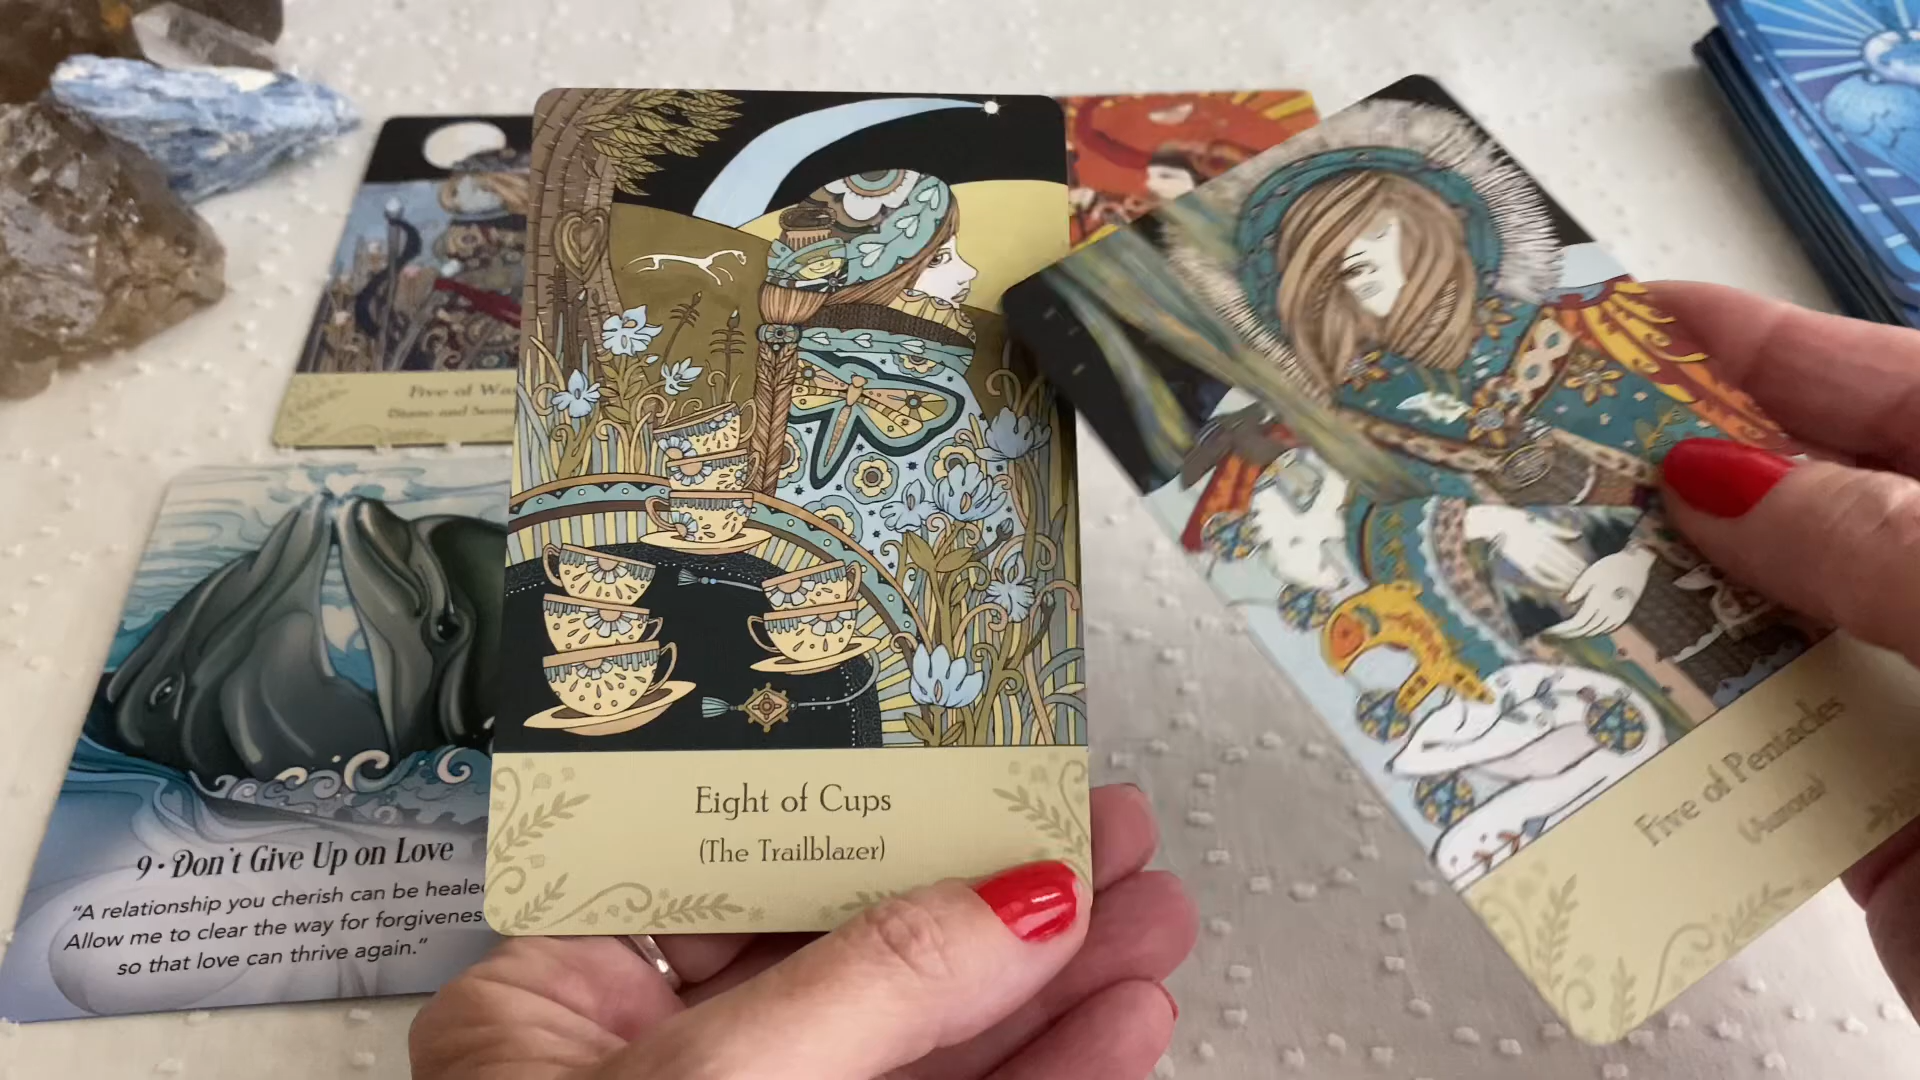 Five of
Eight of Cups
(The Trailblazer)
Five of Pentacles
(Aurora)
9 · Don't Give Up on Love
"A relationship you cherish can be heale
Allow me to clear the way for forgivenes
so that love can thrive again."